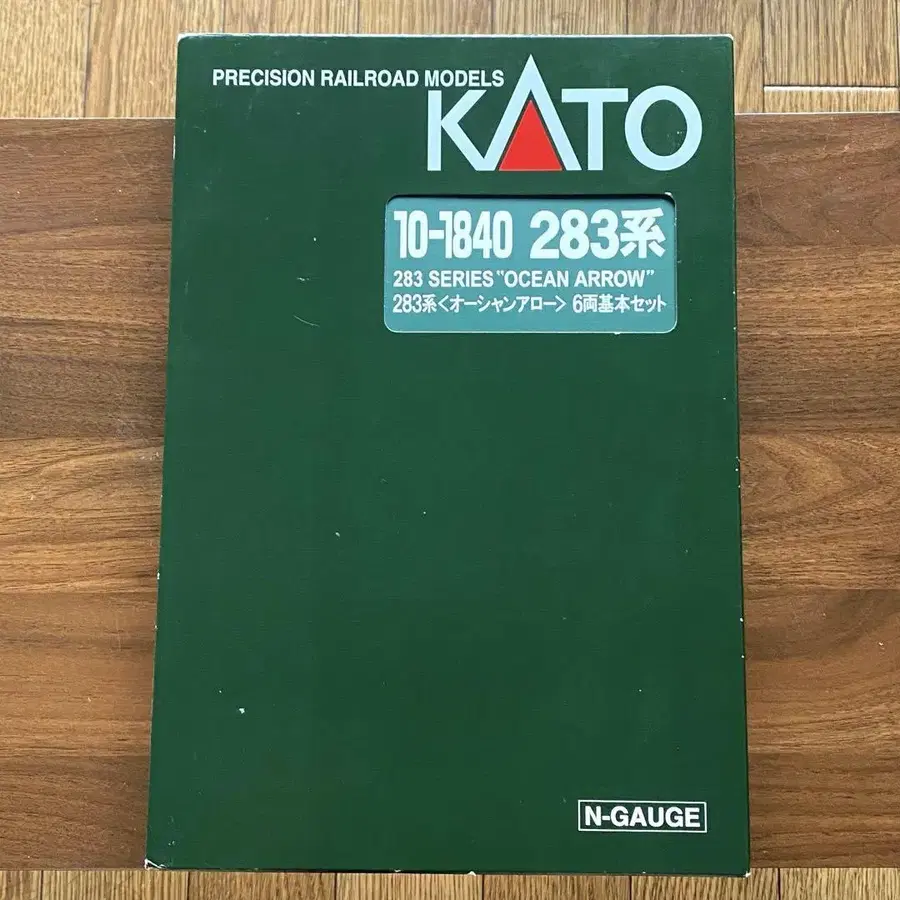 PRECISION RAILROAD MODELS
KATO
10-1840 283系
283 SERIES "OCEAN ARROW"
283系<オーシャンアロー> 6両基本セット
N-GAUGE